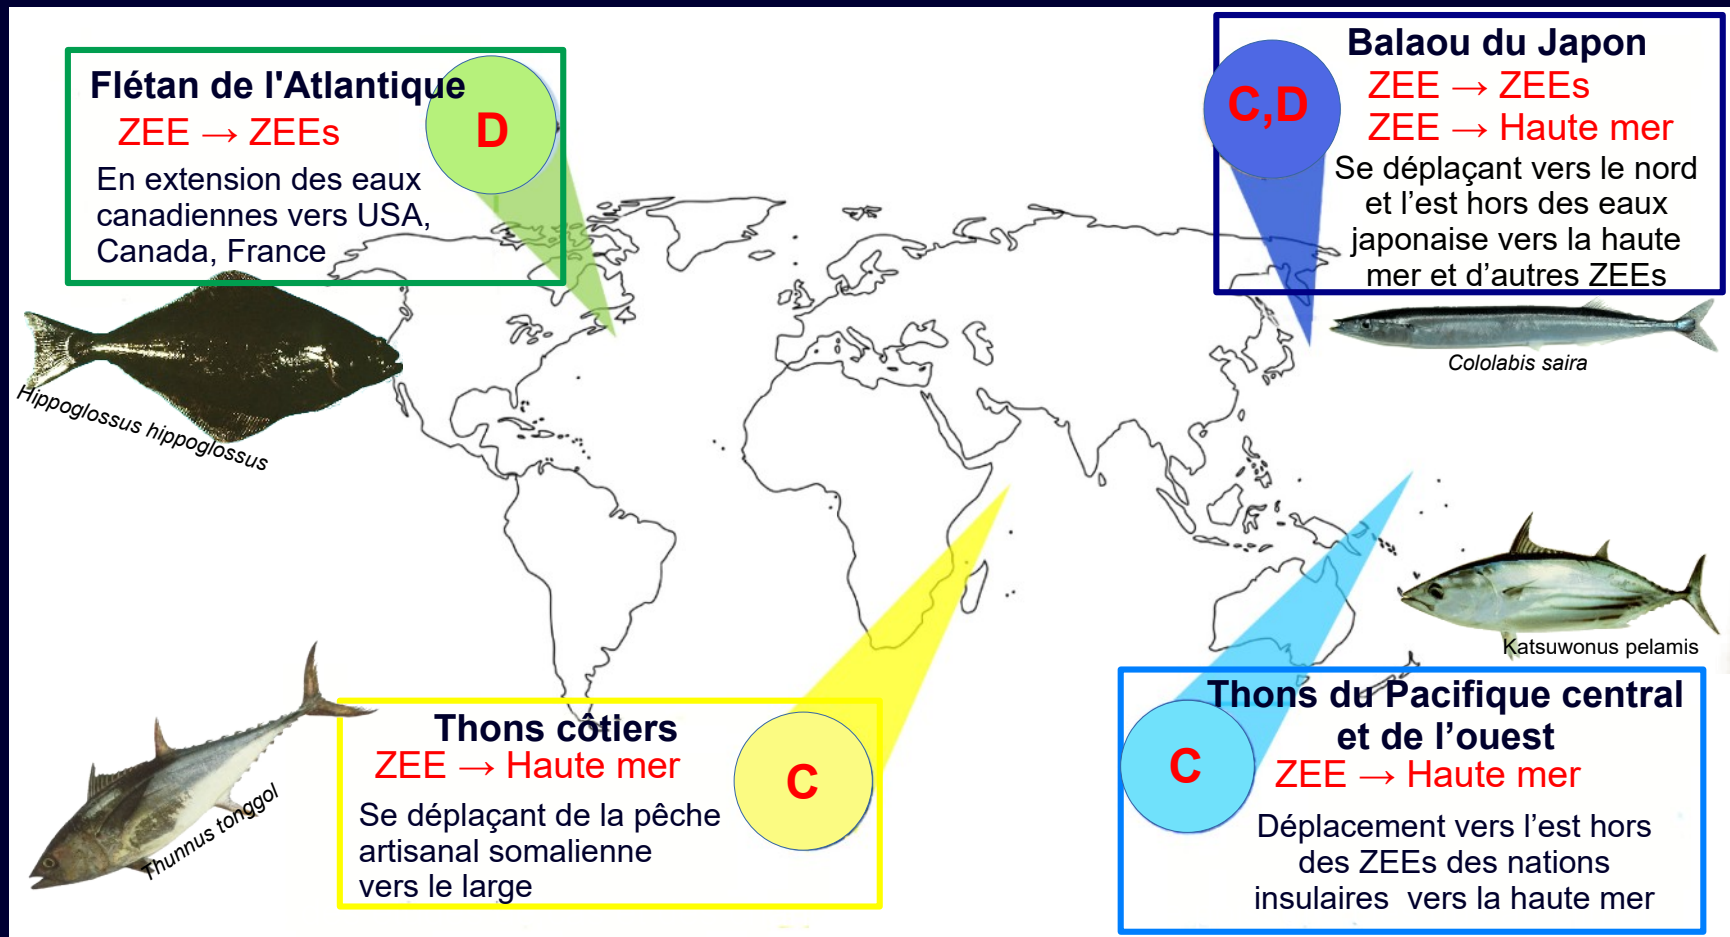 Flétan de l'Atlantique
ZEE → ZEEs
D
En extension des eaux
canadiennes vers USA,
Canada, France
Hippoglossus hippoglossus
Balaou du Japon
C,D
ZEE → ZEEs
ZEE → Haute mer
Se déplaçant vers le nord
et l’est hors des eaux
japonaise vers la haute
mer et d’autres ZEEs
Cololabis saira
Thunnus tonggol
Thons côtiers
ZEE → Haute mer
C
Se déplaçant de la pêche
artisanal somalienne
vers le large
Katsuwonus pelamis
Thons du Pacifique central
et de l’ouest
C
ZEE → Haute mer
Déplacement vers l’est hors
des ZEEs des nations
insulaires vers la haute mer